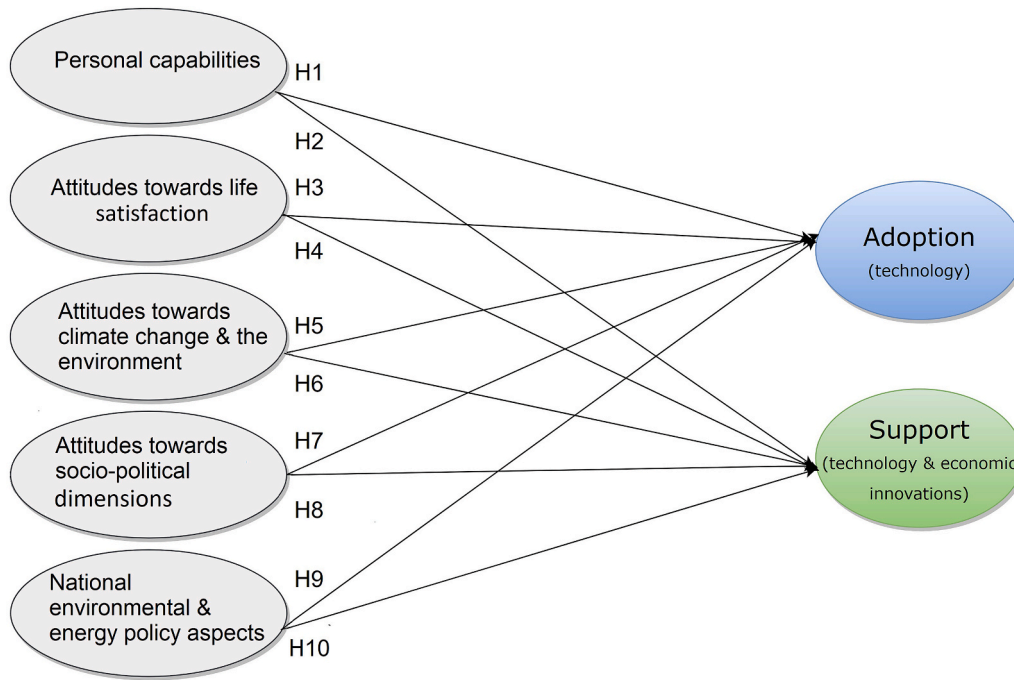 Personal capabilities
H1
H2
Attitudes towards life
satisfaction
H3
H4
Attitudes towards
climate change & the
environment
H5
H6
Attitudes towards
socio-political
dimensions
H7
H8
National
environmental &
energy policy aspects
H9
H10
Adoption
(technology)
Support
(technology & economic
innovations)